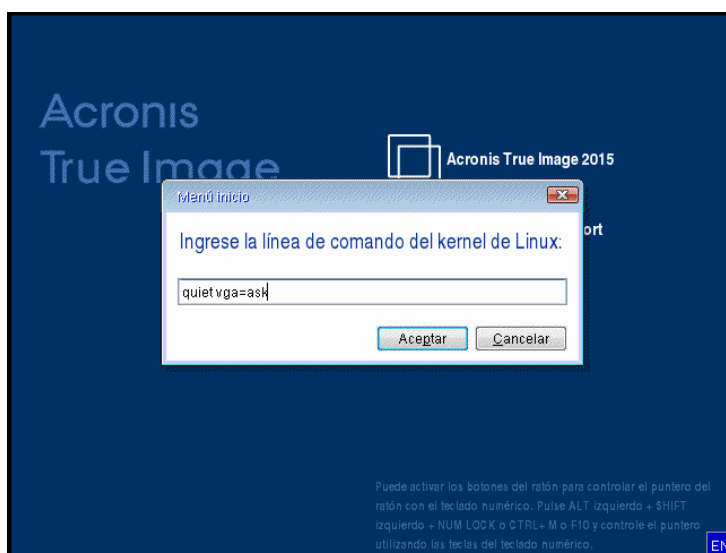 Acronis
True Image
Acronis True Image 2015
Menú inicio
ort
Ingrese la línea de comando del kernel de Linux:
quiet vga=ask
Aceptar
Cancelar
Puede activar los botones del ratón para controlar el puntero del
ratón con el teclado numérico. Pulse ALT izquierdo + SHIFT
izquierdo + NUM LOCK o CTRL+ M o F10 y controle el puntero
utilizando las teclas del teclado numérico.
EN